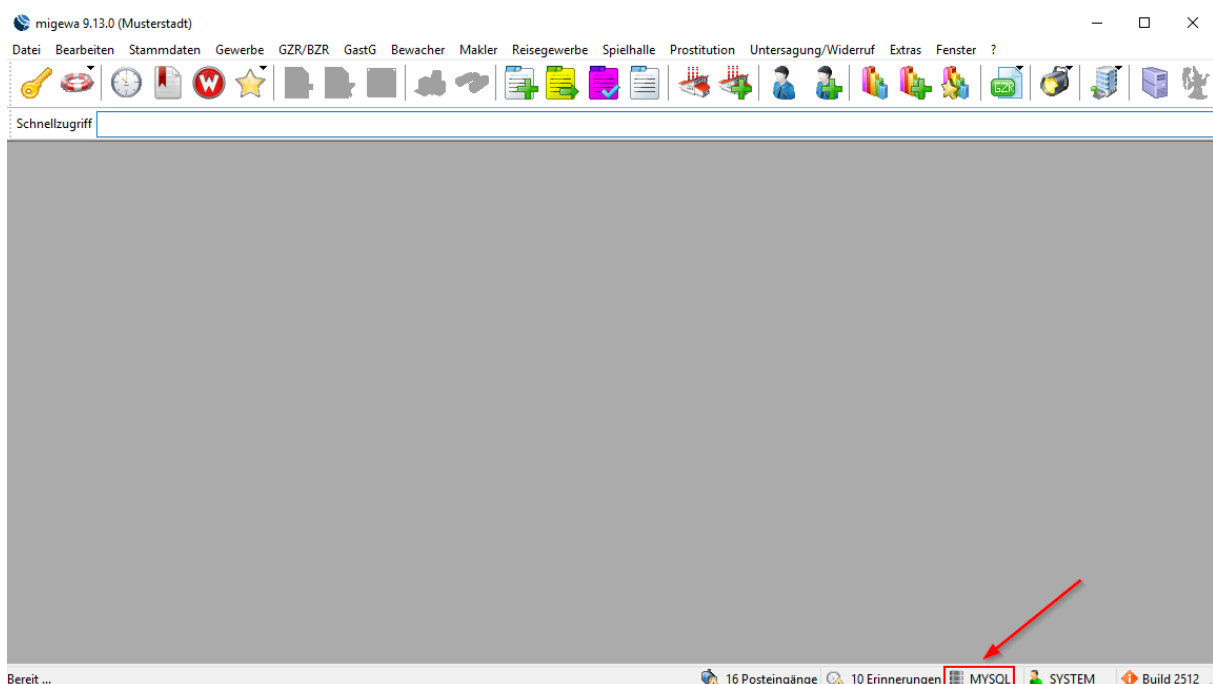 migewa 9.13.0 (Musterstadt)
Datei Bearbeiten Stammdaten Gewerbe GZR/BZR GastG Bewacher Makler Reisegewerbe Spielhalle Prostitution Untersagung/Widerruf Extras Fenster ?
W GZR
Schnellzugriff
Bereit ... 16 Posteingänge 10 Erinnerungen MYSQL SYSTEM Build 2512